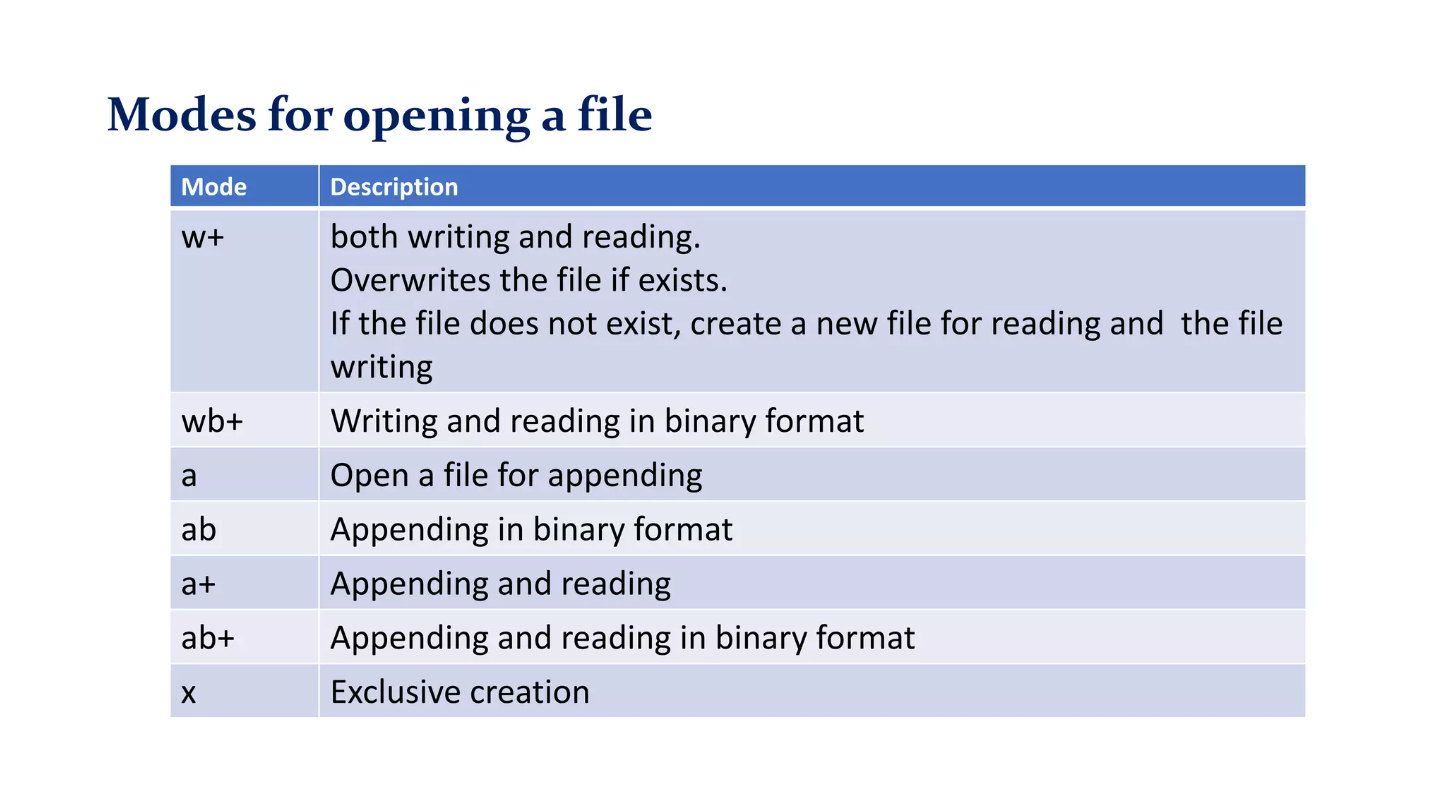 Modes for opening a file
Mode Description
w+ both writing and reading.
Overwrites the file if exists.
If the file does not exist, create a new file for reading and  the file
writing
wb+ Writing and reading in binary format
a Open a file for appending
ab Appending in binary format
a+ Appending and reading
ab+ Appending and reading in binary format
x Exclusive creation